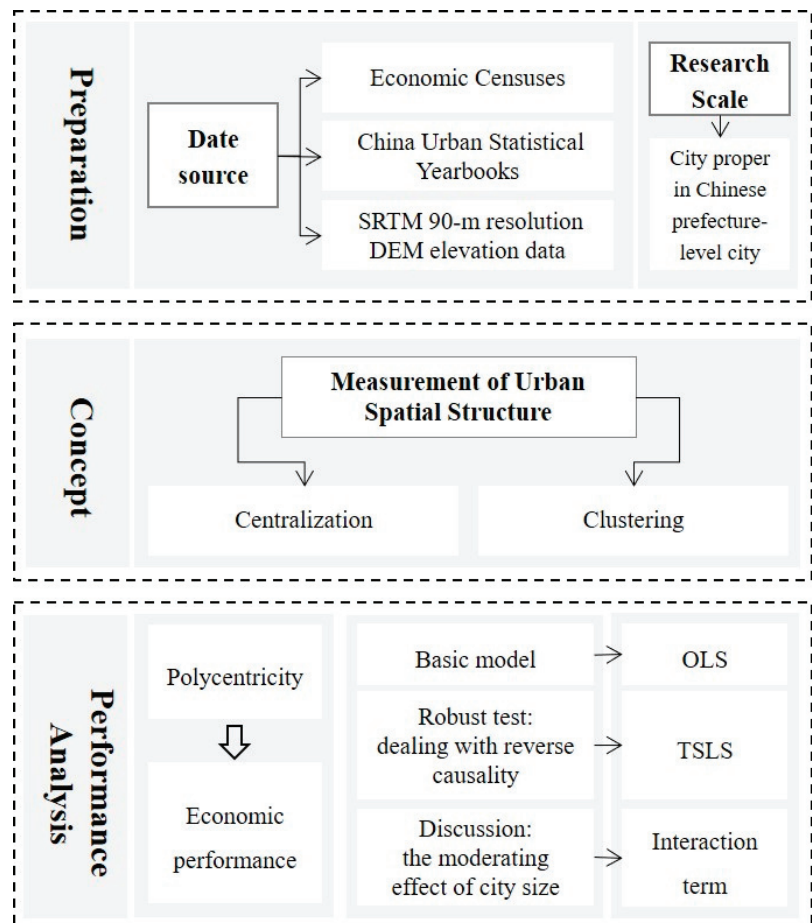 Preparation
Date
source
Economic Censuses
China Urban Statistical
Yearbooks
SRTM 90-m resolution
DEM elevation data
Research
Scale
City proper
in Chinese
prefecture-
level city
Concept
Measurement of Urban
Spatial Structure
Centralization
Clustering
Performance
Analysis
Polycentricity
Economic
performance
Basic model
OLS
Robust test:
dealing with reverse
causality
TSLS
Discussion:
the moderating
effect of city size
Interaction
term